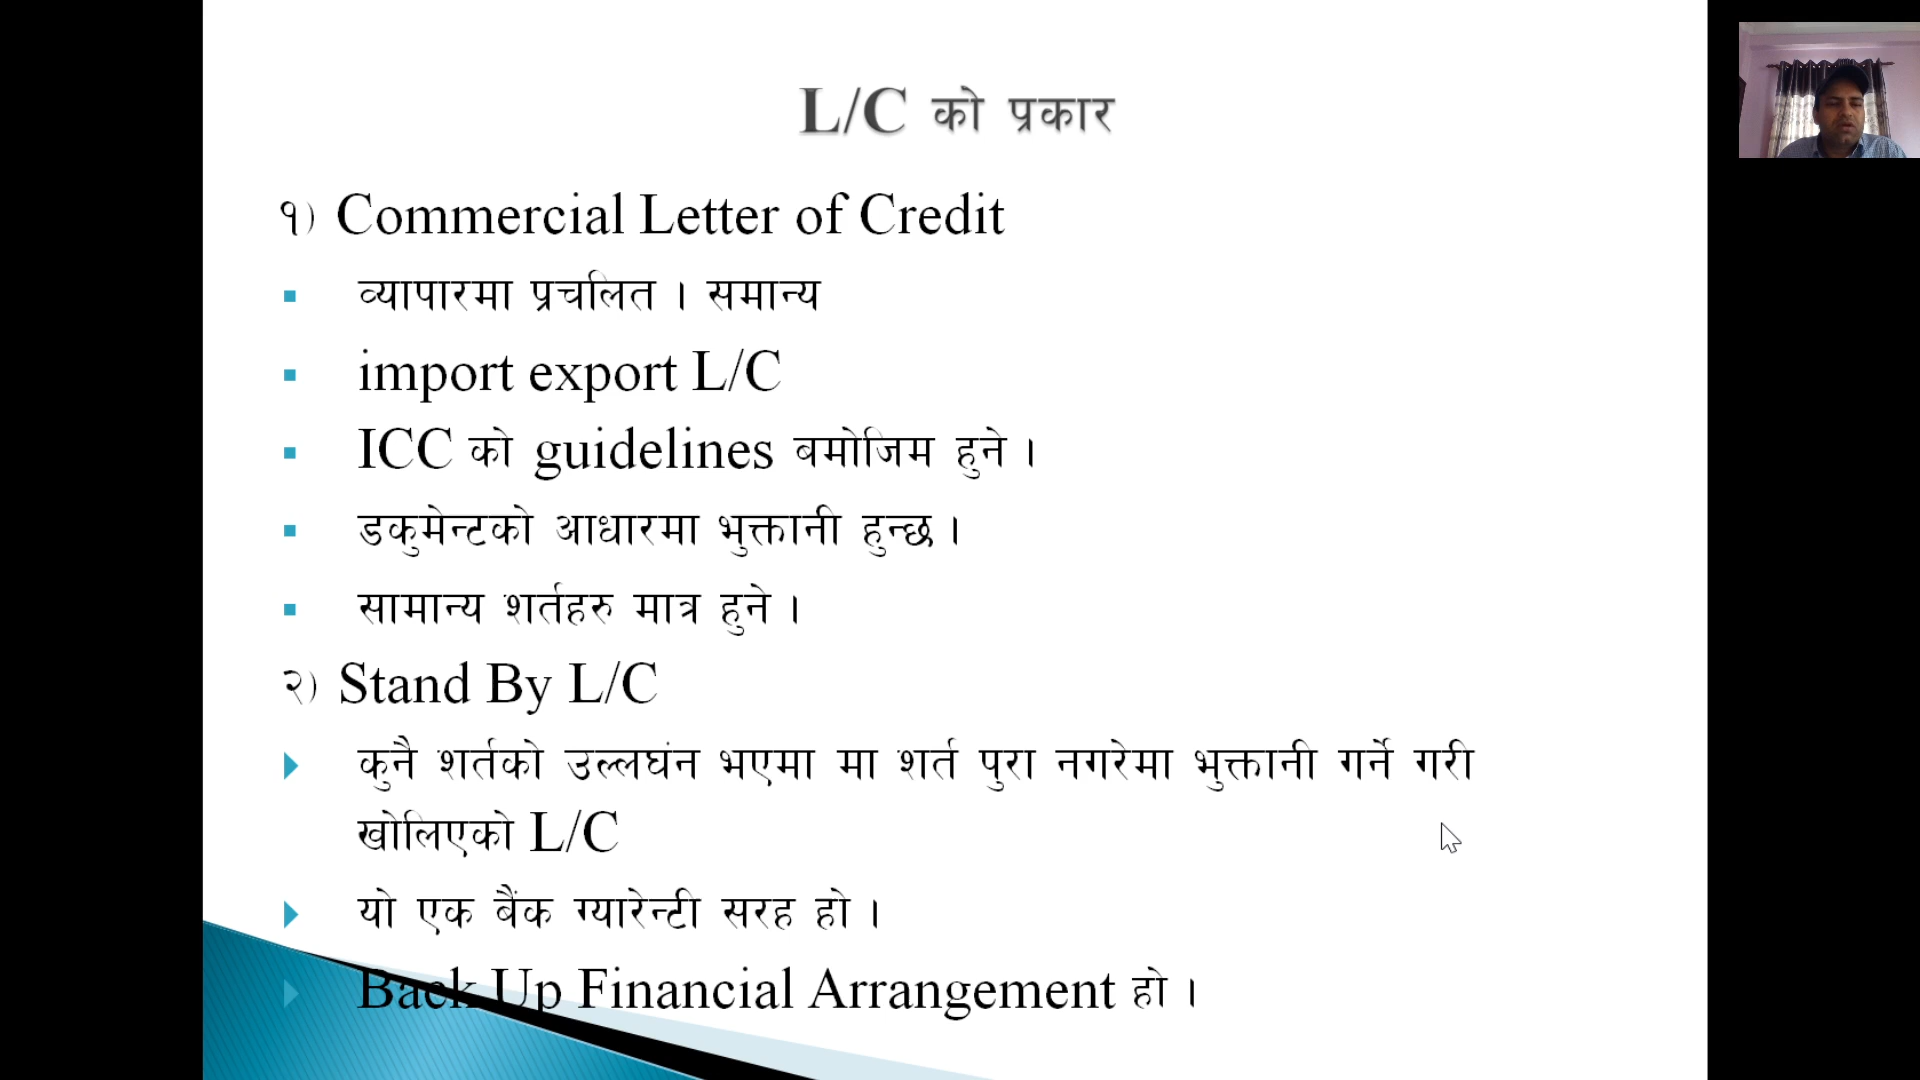 L/C को प्रकार
१) Commercial Letter of Credit
व्यापारमा प्रचलित । समान्य
import export L/C
ICC को guidelines बमोजिम हुने ।
डकुमेन्टको आधारमा भुक्तानी हुन्छ ।
सामान्य शर्तहरु मात्र हुने ।
२) Stand By L/C
कुनै शर्तको उल्लघंन भएमा मा शर्त पुरा नगरेमा भुक्तानी गर्ने गरी
खोलिएको L/C
यो एक बैंक ग्यारेन्टी सरह हो ।
Back Up Financial Arrangement हो ।